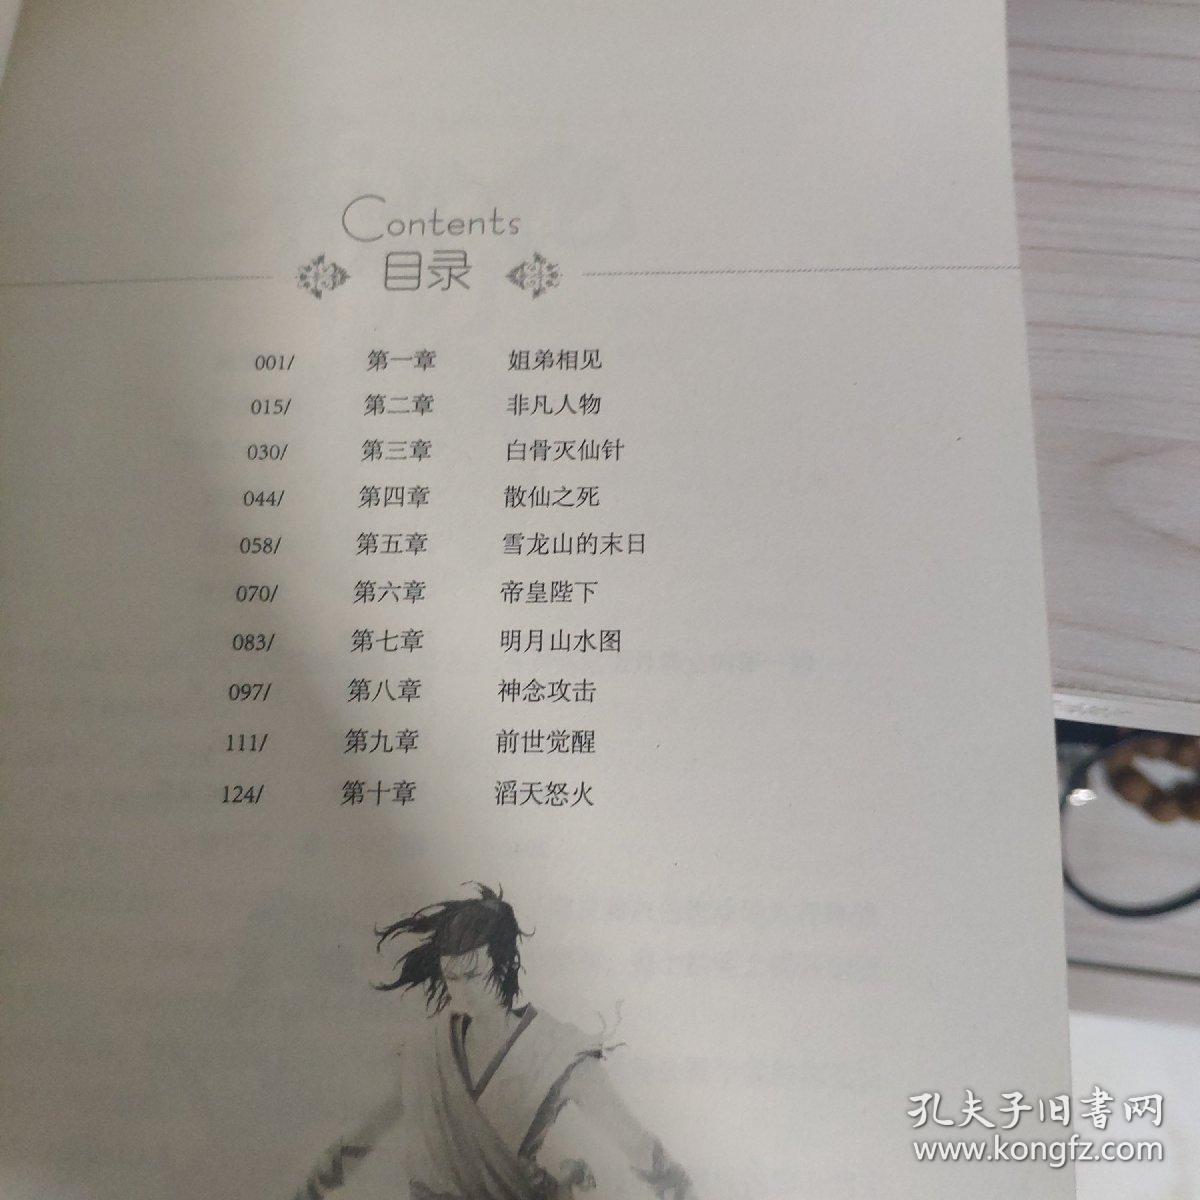 Contents
目录
001/ 第一章 姐弟相见
015/ 第二章 非凡人物
030/ 第三章 白骨灭仙针
044/ 第四章 散仙之死
058/ 第五章 雪龙山的末日
070/ 第六章 帝皇陛下
083/ 第七章 明月山水图
097/ 第八章 神念攻击
111/ 第九章 前世觉醒
124/ 第十章 滔天怒火
孔夫子旧书网
www.kongfz.com